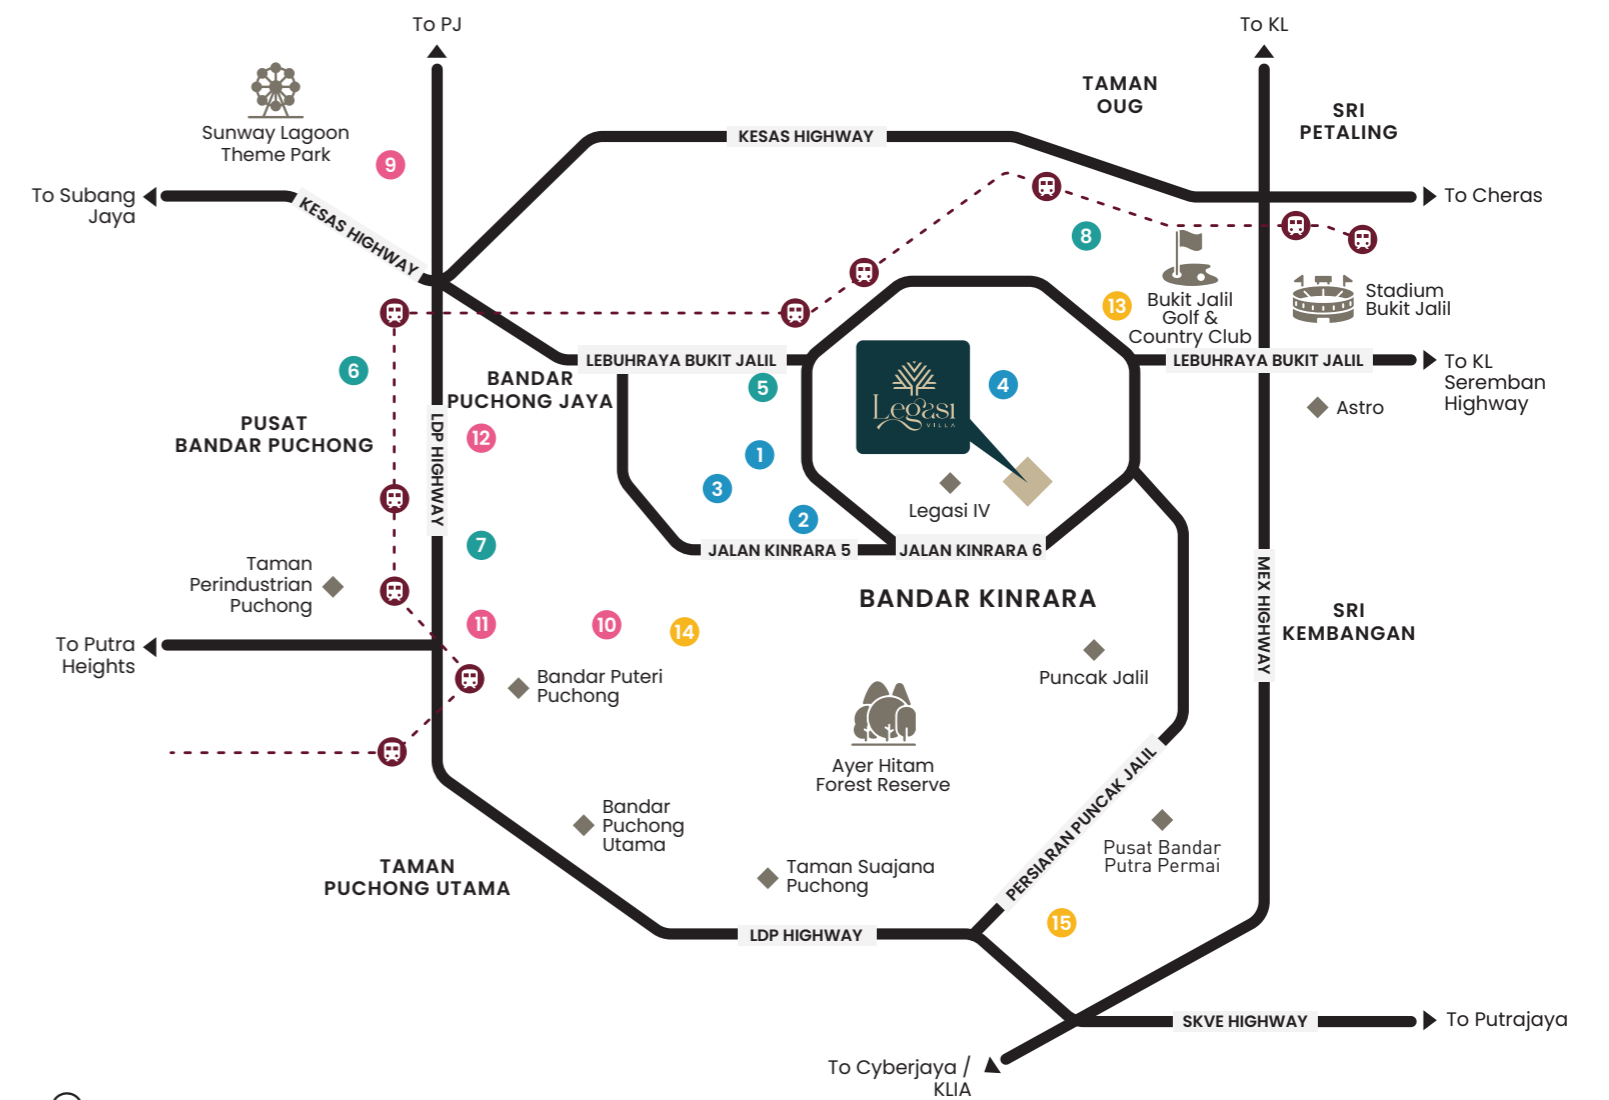 To PJ
To KL
TAMAN
OUG
SRI
PETALING
Sunway Lagoon
Theme Park
KESAS HIGHWAY
9
To Subang
Jaya
KESAS HIGHWAY
To Cheras
8
Bukit Jalil
Golf &
Country Club
Stadium
Bukit Jalil
13
LEBUHRAYA BUKIT JALIL
LEBUHRAYA BUKIT JALIL
To KL
Seremban
Highway
6
BANDAR
PUCHONG JAYA
5
4
Legasi
VILLA
Astro
PUSAT
BANDAR PUCHONG
LDP HIGHWAY
12
1
3
2
Legasi IV
7
JALAN KINRARA 5
JALAN KINRARA 6
Taman
Perindustrian
Puchong
BANDAR KINRARA
MEX HIGHWAY
SRI
KEMBANGAN
11
10
14
To Putra
Heights
Bandar Puteri
Puchong
Puncak Jalil
Ayer Hitam
Forest Reserve
PERSIARAN PUNCAK JALIL
Bandar
Puchong
Utama
Pusat Bandar
Putra Permai
TAMAN
PUCHONG UTAMA
Taman Suajana
Puchong
15
LDP HIGHWAY
SKVE HIGHWAY
To Putrajaya
To Cyberjaya /
KLIA